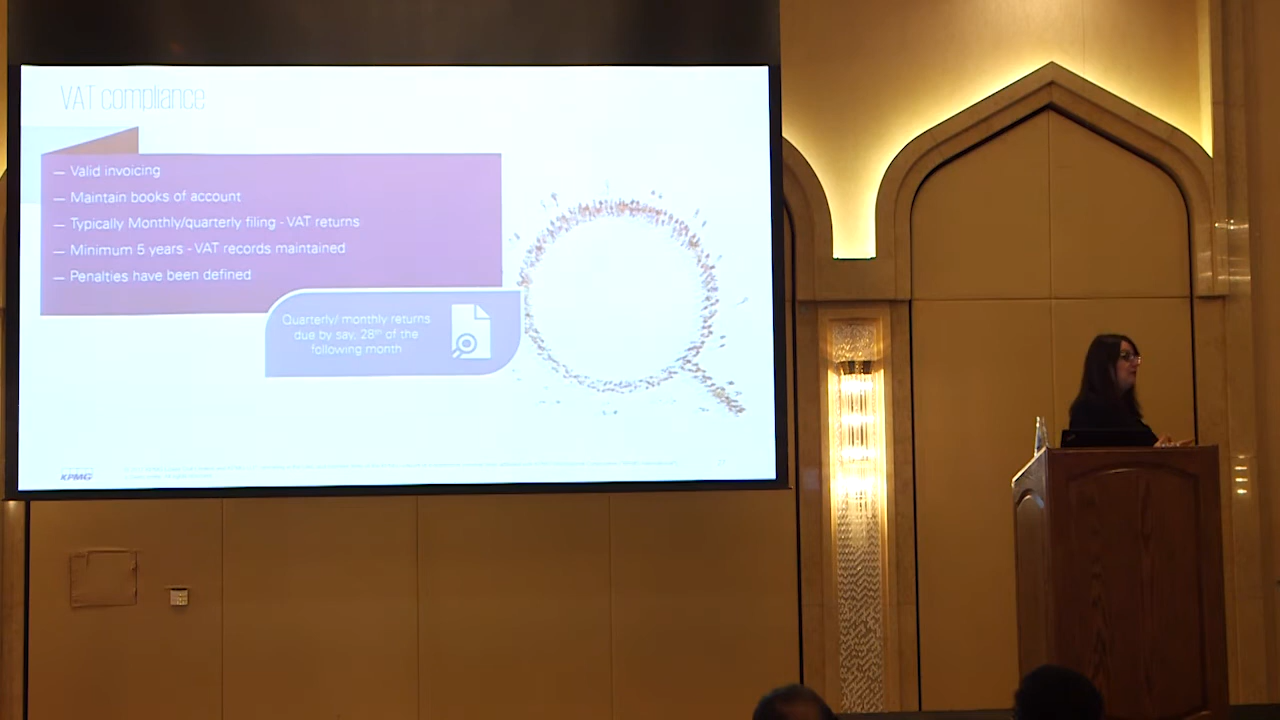 VAT compliance
— Valid invoicing
— Maintain books of account
— Typically Monthly/quarterly filing - VAT returns
— Minimum 5 years - VAT records maintained
— Penalties have been defined
Quarterly/ monthly returns
due by say, 28th of the
following month
KPMG